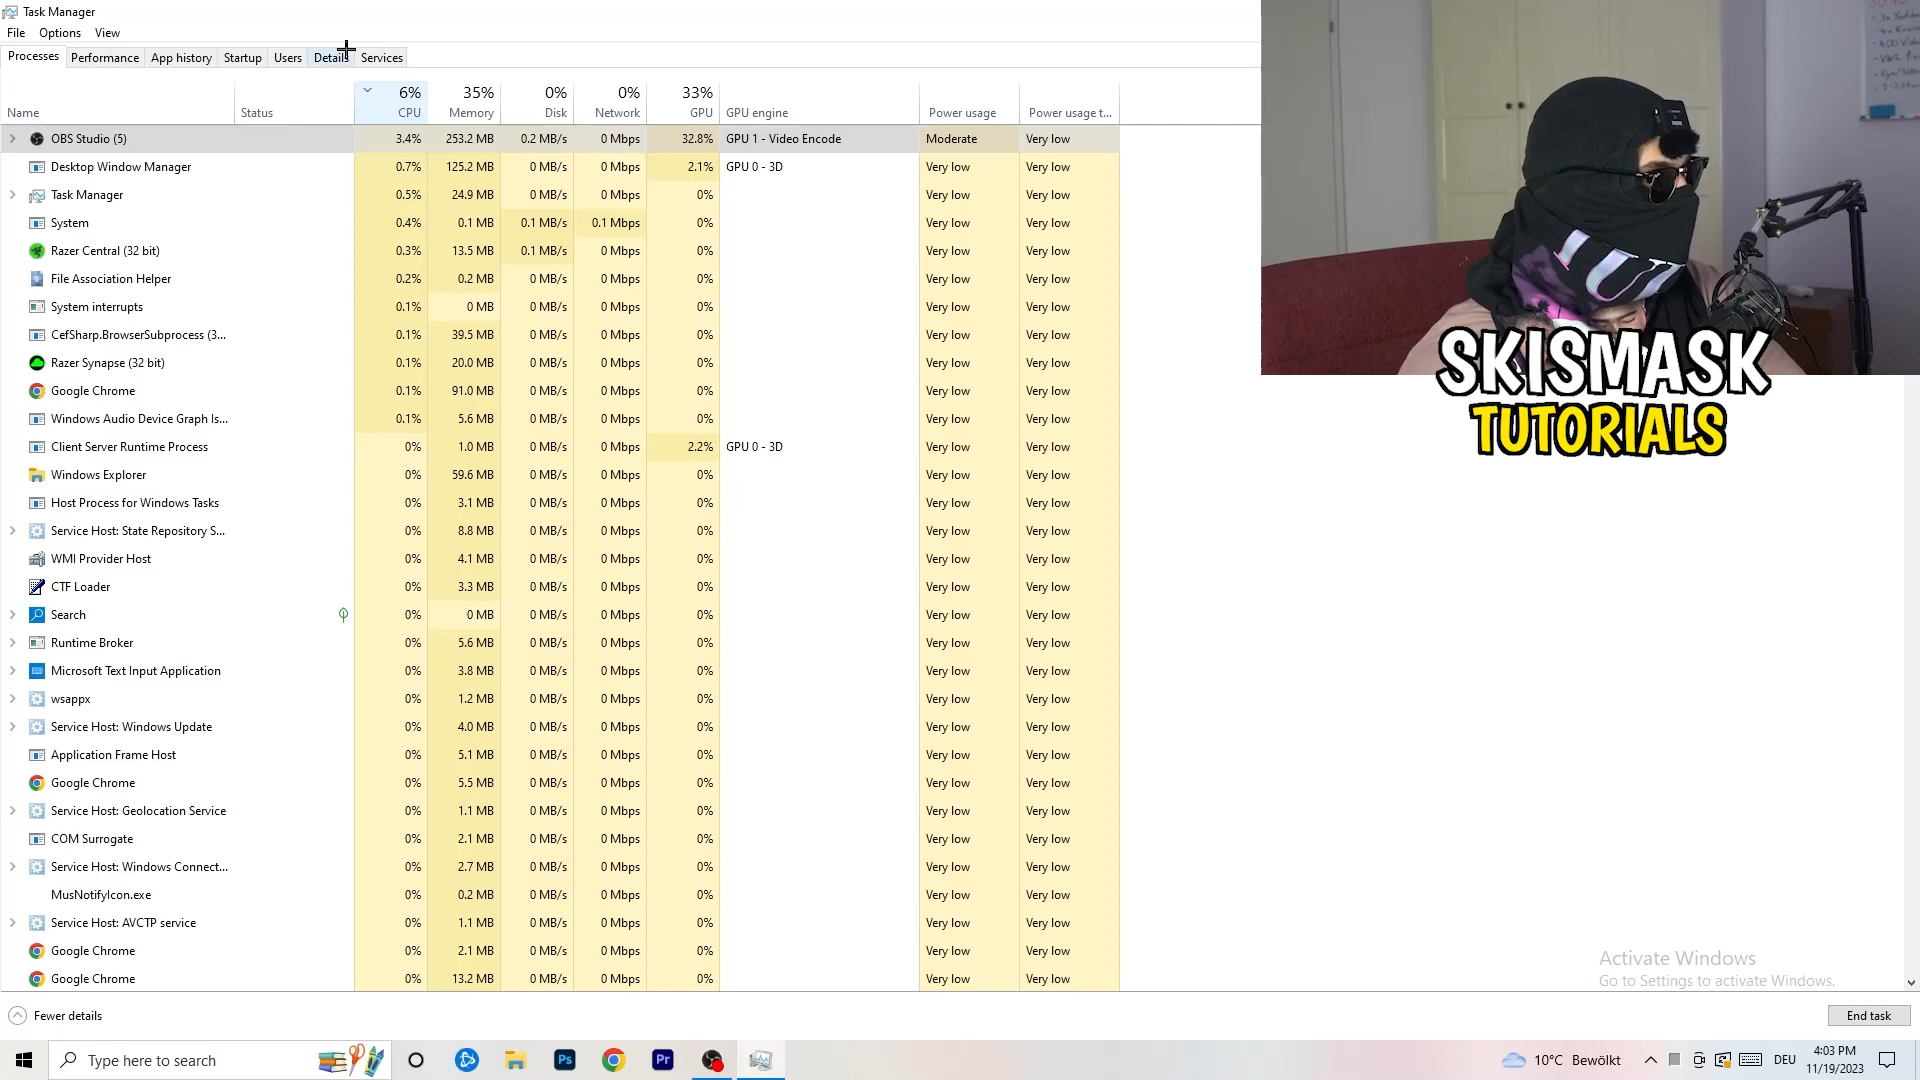 Task Manager
File Options View
Processes Performance App history Startup Users Details Services
6% 35% 0% 0% 33%
Name Status CPU Memory Disk Network GPU GPU engine Power usage Power usage t...
OBS Studio (5) 3.4% 253.2 MB 0.2 MB/s 0 Mbps 32.8% GPU 1 - Video Encode Moderate Very low
Desktop Window Manager 0.7% 125.2 MB 0 MB/s 0 Mbps 2.1% GPU 0 - 3D Very low Very low
Task Manager 0.5% 24.9 MB 0 MB/s 0 Mbps 0% Very low Very low
System 0.4% 0.1 MB 0.1 MB/s 0.1 Mbps 0% Very low Very low
Razer Central (32 bit) 0.3% 13.5 MB 0.1 MB/s 0 Mbps 0% Very low Very low
File Association Helper 0.2% 0.2 MB 0 MB/s 0 Mbps 0% Very low Very low
System interrupts 0.1% 0 MB 0 MB/s 0 Mbps 0% Very low Very low
CefSharp.BrowserSubprocess (3... 0.1% 39.5 MB 0 MB/s 0 Mbps 0% Very low Very low
Razer Synapse (32 bit) 0.1% 20.0 MB 0 MB/s 0 Mbps 0% Very low Very low
Google Chrome 0.1% 91.0 MB 0 MB/s 0 Mbps 0% Very low Very low
Windows Audio Device Graph Is... 0.1% 5.6 MB 0 MB/s 0 Mbps 0% Very low Very low
Client Server Runtime Process 0% 1.0 MB 0 MB/s 0 Mbps 2.2% GPU 0 - 3D Very low Very low
Windows Explorer 0% 59.6 MB 0 MB/s 0 Mbps 0% Very low Very low
Host Process for Windows Tasks 0% 3.1 MB 0 MB/s 0 Mbps 0% Very low Very low
Service Host: State Repository S... 0% 8.8 MB 0 MB/s 0 Mbps 0% Very low Very low
WMI Provider Host 0% 4.1 MB 0 MB/s 0 Mbps 0% Very low Very low
CTF Loader 0% 3.3 MB 0 MB/s 0 Mbps 0% Very low Very low
Search 0% 0 MB 0 MB/s 0 Mbps 0% Very low Very low
Runtime Broker 0% 5.6 MB 0 MB/s 0 Mbps 0% Very low Very low
Microsoft Text Input Application 0% 3.8 MB 0 MB/s 0 Mbps 0% Very low Very low
wsappx 0% 1.2 MB 0 MB/s 0 Mbps 0% Very low Very low
Service Host: Windows Update 0% 4.0 MB 0 MB/s 0 Mbps 0% Very low Very low
Application Frame Host 0% 5.1 MB 0 MB/s 0 Mbps 0% Very low Very low
Google Chrome 0% 5.5 MB 0 MB/s 0 Mbps 0% Very low Very low
Service Host: Geolocation Service 0% 1.1 MB 0 MB/s 0 Mbps 0% Very low Very low
COM Surrogate 0% 2.1 MB 0 MB/s 0 Mbps 0% Very low Very low
Service Host: Windows Connect... 0% 2.7 MB 0 MB/s 0 Mbps 0% Very low Very low
MusNotifyIcon.exe 0% 0.2 MB 0 MB/s 0 Mbps 0% Very low Very low
Service Host: AVCTP service 0% 1.1 MB 0 MB/s 0 Mbps 0% Very low Very low
Google Chrome 0% 2.1 MB 0 MB/s 0 Mbps 0% Very low Very low
Google Chrome 0% 13.2 MB 0 MB/s 0 Mbps 0% Very low Very low
SKISMASK
TUTORIALS
Activate Windows
Go to Settings to activate Windows.
Fewer details End task
Type here to search Ps Pr 10°C Bewölkt DEU 4:03 PM
11/19/2023